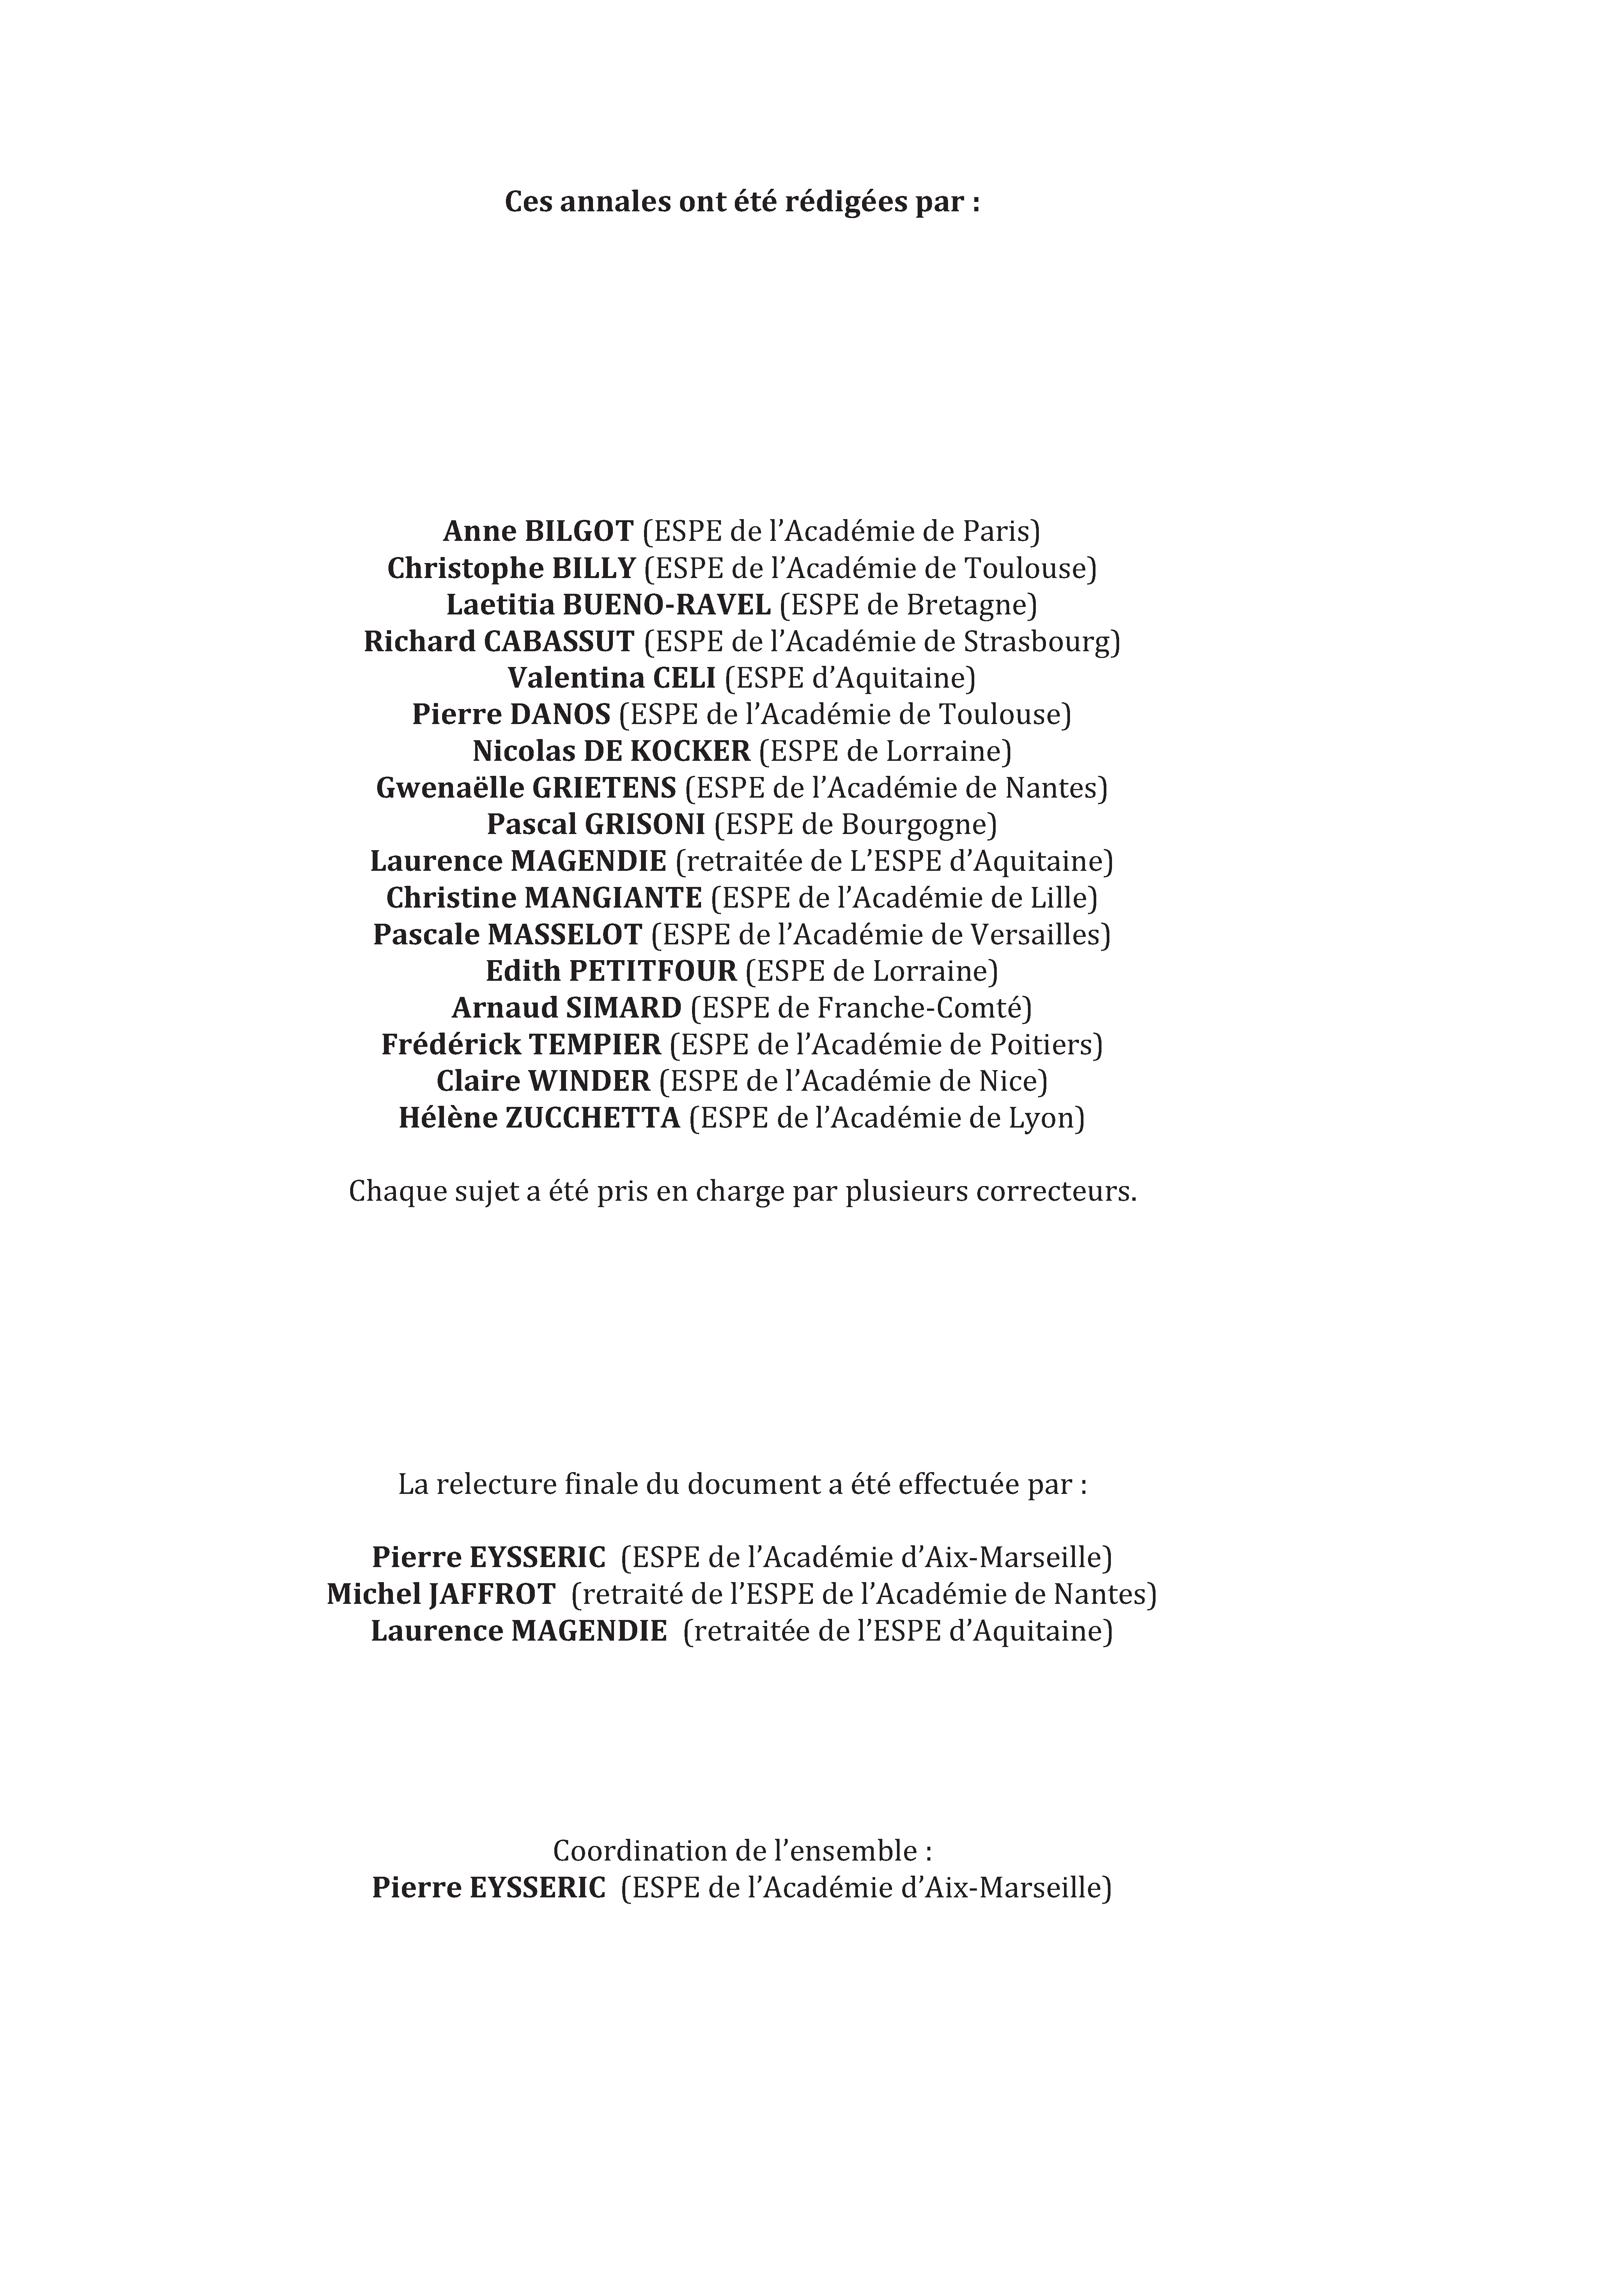 Ces annales ont été rédigées par :
Anne BILGOT (ESPE de l’Académie de Paris)
Christophe BILLY (ESPE de l’Académie de Toulouse)
Laetitia BUENO-RAVEL (ESPE de Bretagne)
Richard CABASSUT (ESPE de l’Académie de Strasbourg)
Valentina CELI (ESPE d’Aquitaine)
Pierre DANOS (ESPE de l’Académie de Toulouse)
Nicolas DE KOCKER (ESPE de Lorraine)
Gwenaëlle GRIETENS (ESPE de l’Académie de Nantes)
Pascal GRISONI (ESPE de Bourgogne)
Laurence MAGENDIE (retraitée de L’ESPE d’Aquitaine)
Christine MANGIANTE (ESPE de l’Académie de Lille)
Pascale MASSELOT (ESPE de l’Académie de Versailles)
Edith PETITFOUR (ESPE de Lorraine)
Arnaud SIMARD (ESPE de Franche-Comté)
Frédérick TEMPIER (ESPE de l’Académie de Poitiers)
Claire WINDER (ESPE de l’Académie de Nice)
Hélène ZUCCHETTA (ESPE de l’Académie de Lyon)
Chaque sujet a été pris en charge par plusieurs correcteurs.
La relecture finale du document a été effectuée par :
Pierre EYSSERIC (ESPE de l’Académie d’Aix-Marseille)
Michel JAFFROT (retraité de l’ESPE de l’Académie de Nantes)
Laurence MAGENDIE (retraitée de l’ESPE d’Aquitaine)
Coordination de l’ensemble :
Pierre EYSSERIC (ESPE de l’Académie d’Aix-Marseille)